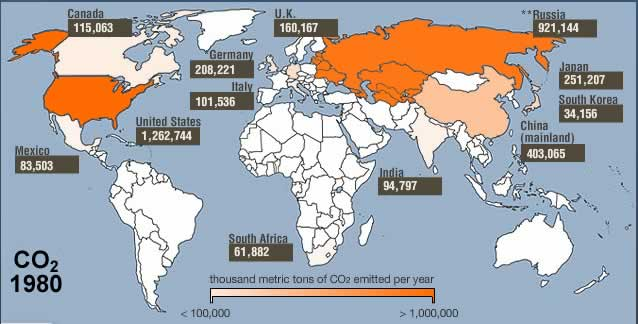 Canada
115,063
U.K.
160,167
**Russia
921,144
Germany
208,221
Italy
101,536
Japan
251,207
South Korea
34,156
United States
1,262,744
China
(mainland)
403,065
Mexico
83,503
India
94,797
South Africa
61,882
CO2
1980
thousand metric tons of CO2 emitted per year
< 100,000
> 1,000,000